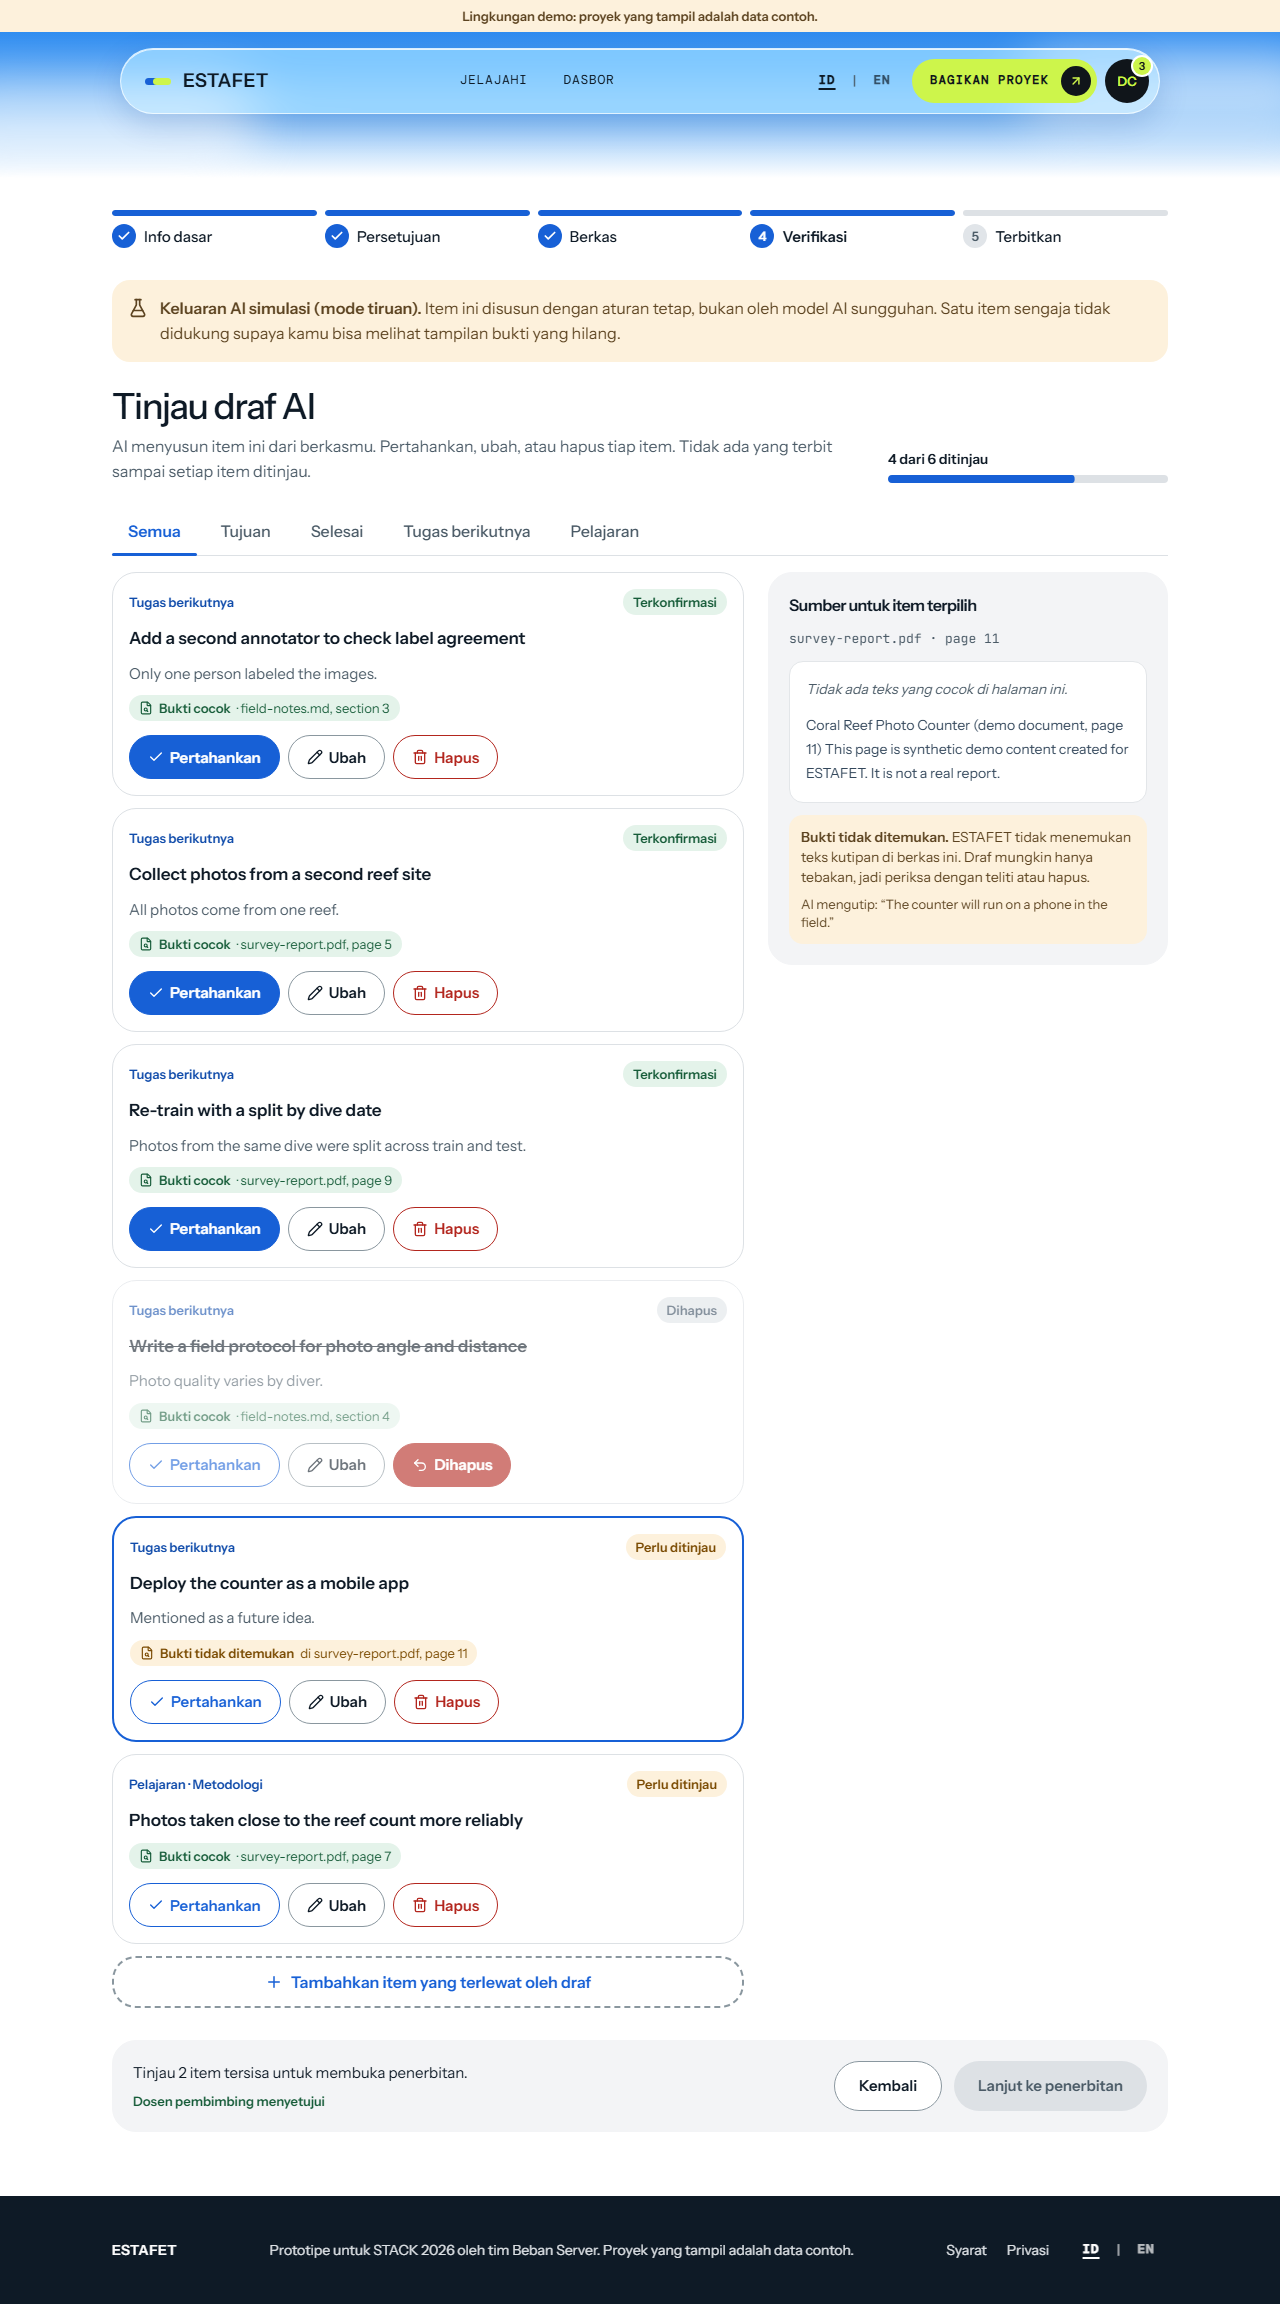 Lingkungan demo: proyek yang tampil adalah data contoh.
ESTAFET
JELAJAHI
DASBOR
ID | EN
BAGIKAN PROYEK
DC
3
Info dasar
Persetujuan
Berkas
4 Verifikasi
5 Terbitkan
Keluaran AI simulasi (mode tiruan). Item ini disusun dengan aturan tetap, bukan oleh model AI sungguhan. Satu item sengaja tidak
didukung supaya kamu bisa melihat tampilan bukti yang hilang.
Tinjau draf AI
AI menyusun item ini dari berkasmu. Pertahankan, ubah, atau hapus tiap item. Tidak ada yang terbit
sampai setiap item ditinjau.
4 dari 6 ditinjau
Semua
Tujuan
Selesai
Tugas berikutnya
Pelajaran
Tugas berikutnya
Terkonfirmasi
Add a second annotator to check label agreement
Only one person labeled the images.
Bukti cocok · field-notes.md, section 3
Pertahankan
Ubah
Hapus
Tugas berikutnya
Terkonfirmasi
Collect photos from a second reef site
All photos come from one reef.
Bukti cocok · survey-report.pdf, page 5
Pertahankan
Ubah
Hapus
Tugas berikutnya
Terkonfirmasi
Re-train with a split by dive date
Photos from the same dive were split across train and test.
Bukti cocok · survey-report.pdf, page 9
Pertahankan
Ubah
Hapus
Tugas berikutnya
Dihapus
Write a field protocol for photo angle and distance
Photo quality varies by diver.
Bukti cocok · field-notes.md, section 4
Pertahankan
Ubah
Dihapus
Tugas berikutnya
Perlu ditinjau
Deploy the counter as a mobile app
Mentioned as a future idea.
Bukti tidak ditemukan di survey-report.pdf, page 11
Pertahankan
Ubah
Hapus
Pelajaran · Metodologi
Perlu ditinjau
Photos taken close to the reef count more reliably
Bukti cocok · survey-report.pdf, page 7
Pertahankan
Ubah
Hapus
Tambahkan item yang terlewat oleh draf
Sumber untuk item terpilih
survey-report.pdf · page 11
Tidak ada teks yang cocok di halaman ini.
Coral Reef Photo Counter (demo document, page
11) This page is synthetic demo content created for
ESTAFET. It is not a real report.
Bukti tidak ditemukan. ESTAFET tidak menemukan
teks kutipan di berkas ini. Draf mungkin hanya
tebakan, jadi periksa dengan teliti atau hapus.
AI mengutip: “The counter will run on a phone in the
field.”
Tinjau 2 item tersisa untuk membuka penerbitan.
Dosen pembimbing menyetujui
Kembali
Lanjut ke penerbitan
ESTAFET
Prototipe untuk STACK 2026 oleh tim Beban Server. Proyek yang tampil adalah data contoh.
Syarat
Privasi
ID | EN